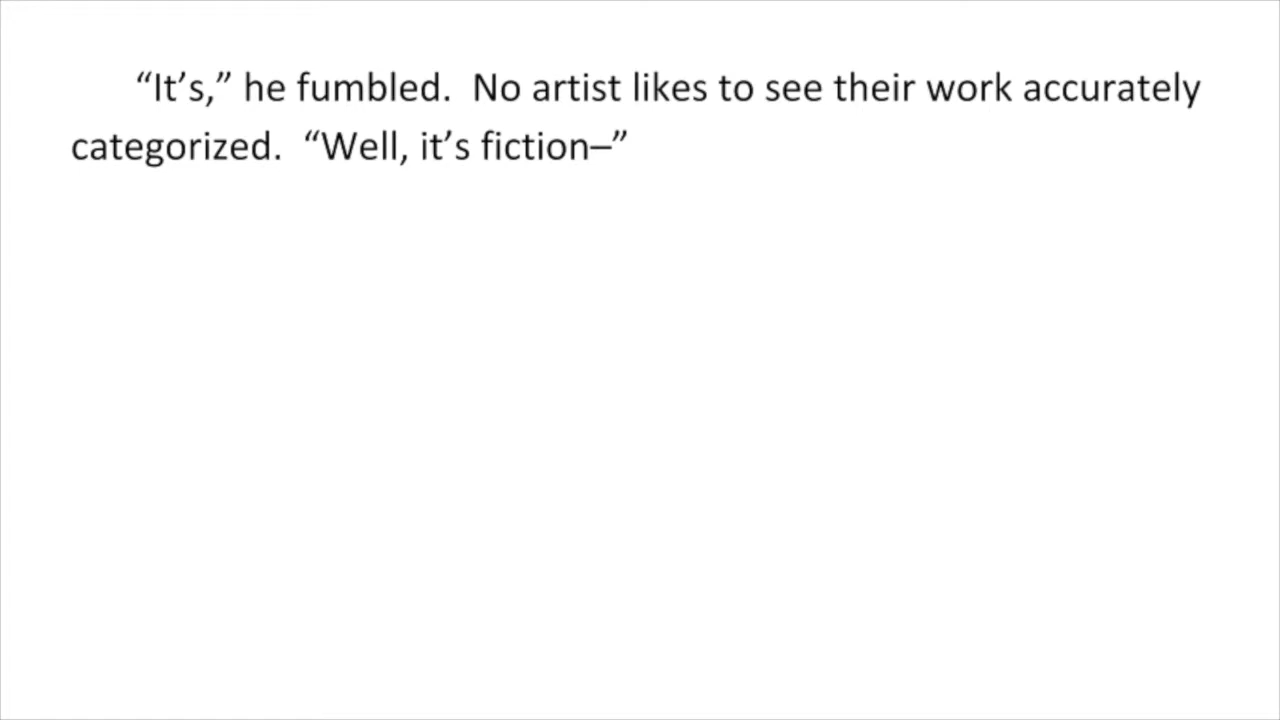 “It’s,” he fumbled.  No artist likes to see their work accurately
categorized.  “Well, it’s fiction–”